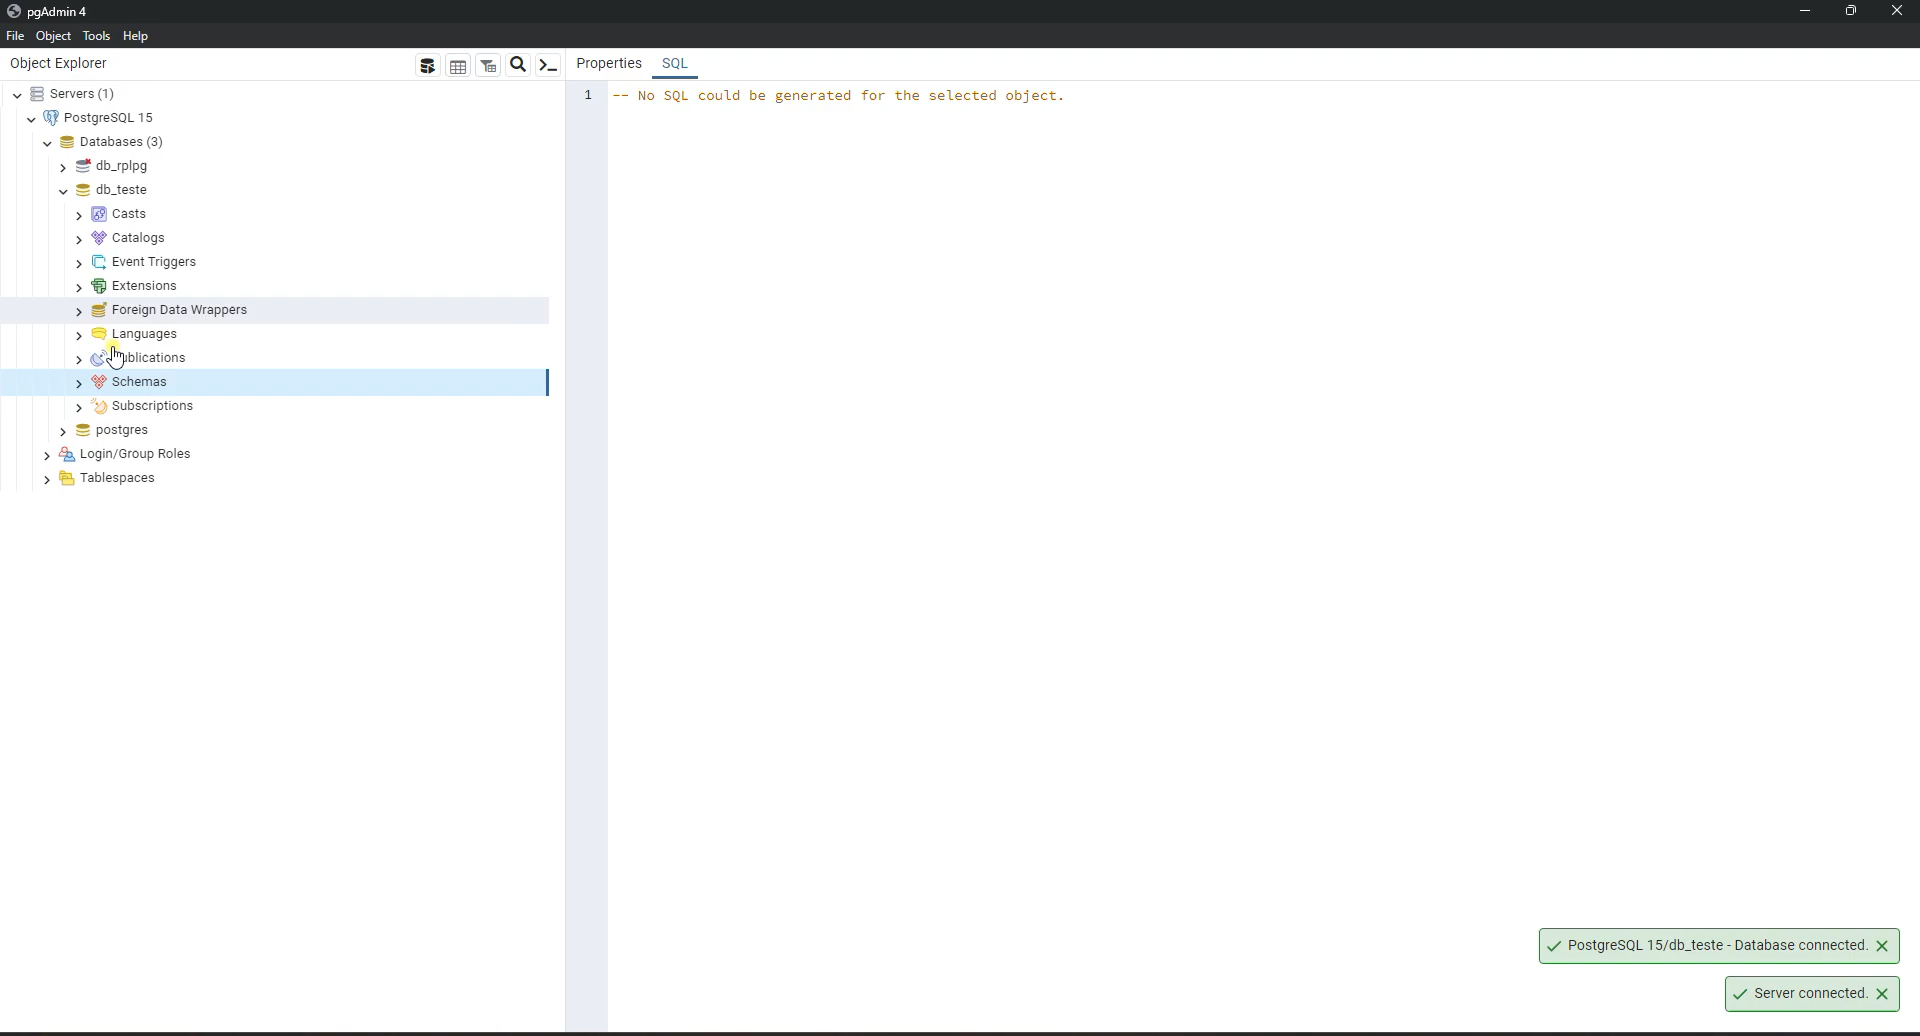 pgAdmin 4
File Object Tools Help
Object Explorer
Properties SQL
Servers (1)
PostgreSQL 15
Databases (3)
db_rplpg
db_teste
Casts
Catalogs
Event Triggers
Extensions
Foreign Data Wrappers
Languages
ublications
Schemas
Subscriptions
postgres
Login/Group Roles
Tablespaces
1 -- No SQL could be generated for the selected object.
PostgreSQL 15/db_teste - Database connected.
Server connected.